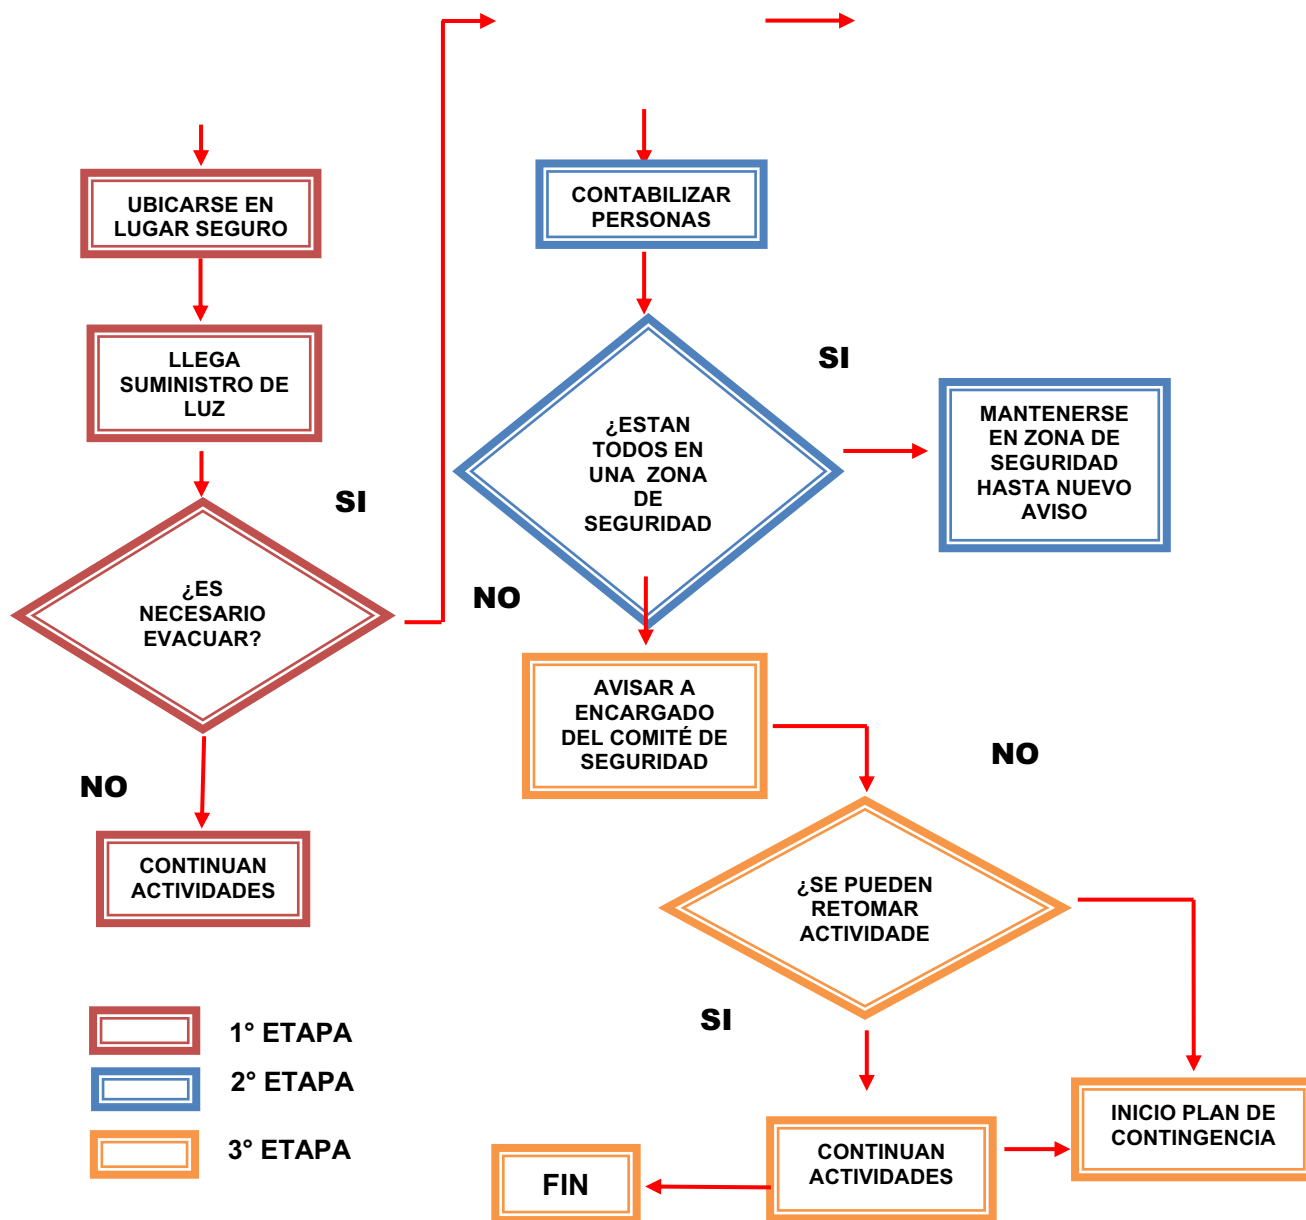 UBICARSE EN
LUGAR SEGURO
LLEGA
SUMINISTRO DE
LUZ
SI
¿ES
NECESARIO
EVACUAR?
NO
CONTINUAN
ACTIVIDADES
CONTABILIZAR
PERSONAS
¿ESTAN
TODOS EN
UNA ZONA
DE
SEGURIDAD
SI
MANTENERSE
EN ZONA DE
SEGURIDAD
HASTA NUEVO
AVISO
NO
AVISAR A
ENCARGADO
DEL COMITÉ DE
SEGURIDAD
NO
¿SE PUEDEN
RETOMAR
ACTIVIDADE
SI
CONTINUAN
ACTIVIDADES
INICIO PLAN DE
CONTINGENCIA
FIN
1° ETAPA
2° ETAPA
3° ETAPA